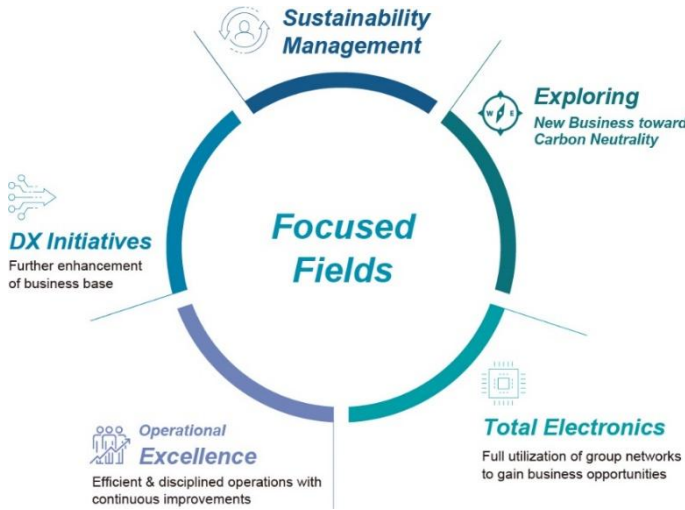 Sustainability
Management
Exploring
New Business toward
Carbon Neutrality
W E
Focused
Fields
DX Initiatives
Further enhancement
of business base
Total Electronics
Full utilization of group networks
to gain business opportunities
Operational
Excellence
Efficient & disciplined operations with
continuous improvements